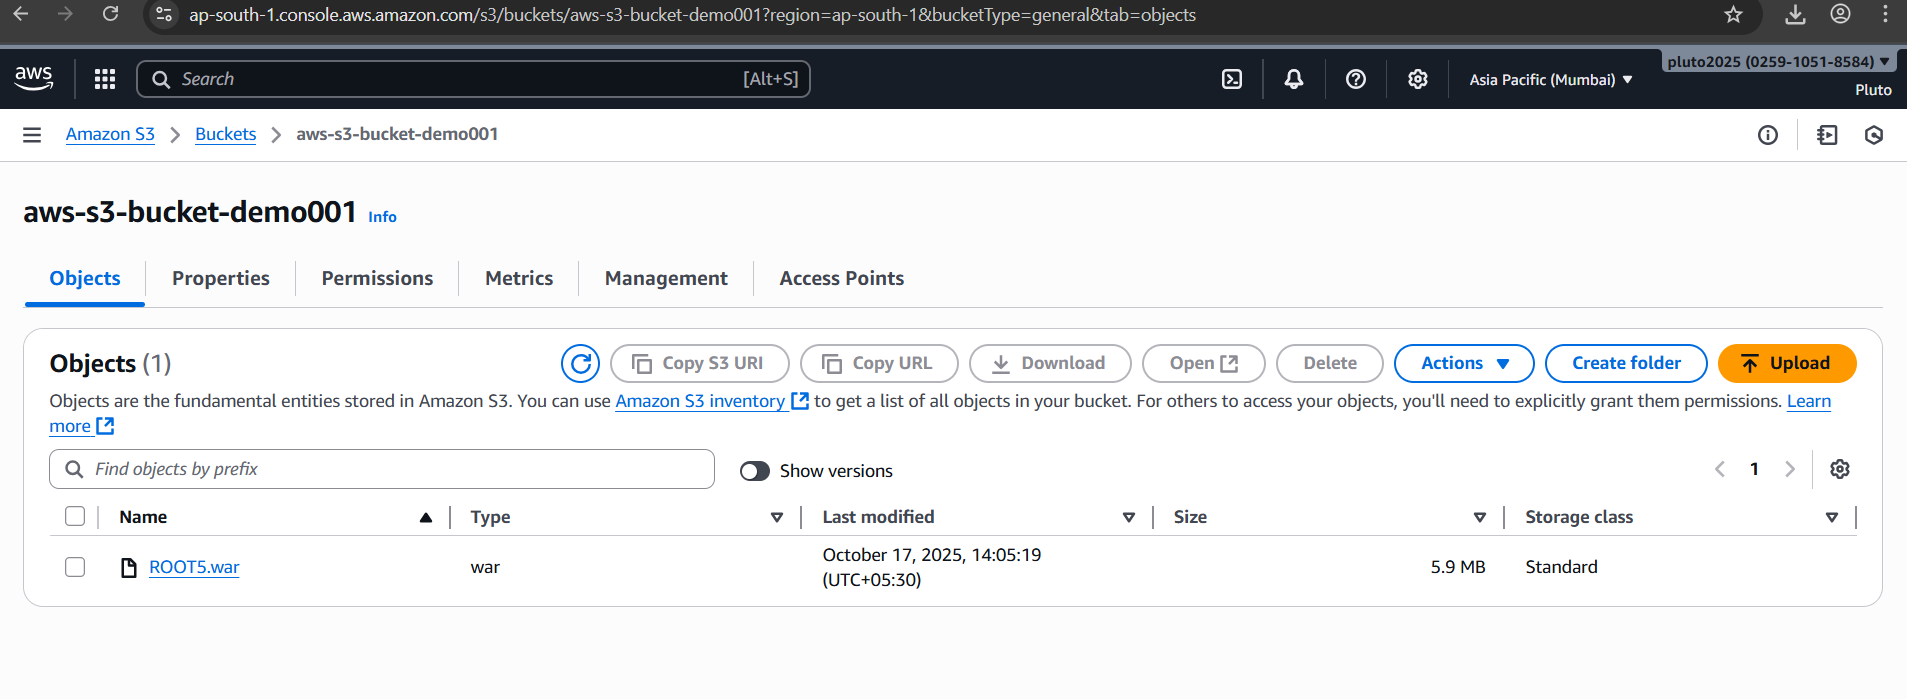 ap-south-1.console.aws.amazon.com/s3/buckets/aws-s3-bucket-demo001?region=ap-south-1&bucketType=general&tab=objects
aws
Search [Alt+S]
Asia Pacific (Mumbai)
pluto2025 (0259-1051-8584)
Pluto
Amazon S3 Buckets aws-s3-bucket-demo001
aws-s3-bucket-demo001 Info
Objects Properties Permissions Metrics Management Access Points
Objects (1) Copy S3 URI Copy URL Download Open Delete Actions Create folder Upload
Objects are the fundamental entities stored in Amazon S3. You can use Amazon S3 inventory to get a list of all objects in your bucket. For others to access your objects, you'll need to explicitly grant them permissions. Learn
more
Find objects by prefix Show versions 1
Name Type Last modified Size Storage class
ROOT5.war war October 17, 2025, 14:05:19 5.9 MB Standard
(UTC+05:30)